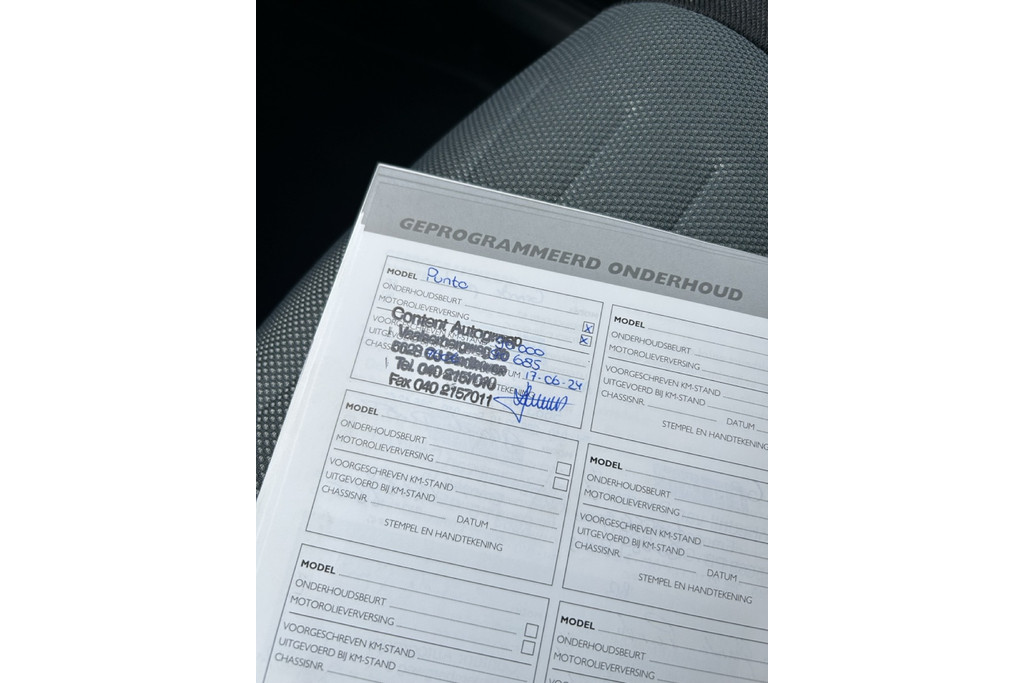 GEPROGRAMMEERD ONDERHOUD
MODEL Punto
ONDERHOUDSBEURT
MOTOROLIEVERVERSING
x
x
Content Autogroep
685
DATUM 17-06-24
Tel. 040 2157010
Fax 040 2157011
MODEL
ONDERHOUDSBEURT
MOTOROLIEVERVERSING
VOORGESCHREVEN KM-STAND
UITGEVOERD BIJ KM-STAND
CHASSISNR.
DATUM
STEMPEL EN HANDTEKENING
MODEL
ONDERHOUDSBEURT
MOTOROLIEVERVERSING
VOORGESCHREVEN KM-STAND
UITGEVOERD BIJ KM-STAND
CHASSISNR.
DATUM
STEMPEL EN HANDTEKENING
MODEL
ONDERHOUDSBEURT
MOTOROLIEVERVERSING
VOORGESCHREVEN KM-STAND
UITGEVOERD BIJ KM-STAND
CHASSISNR.
DATUM
STEMPEL EN HANDTEKENING
MODEL
ONDERHOUDSBEURT
MOTOROLIEVERVERSING
VOORGESCHREVEN KM-STAND
UITGEVOERD BIJ KM-STAND
CHASSISNR.
MODEL
ONDERHOUDSBEURT
MOTOROLIEVERVERSING